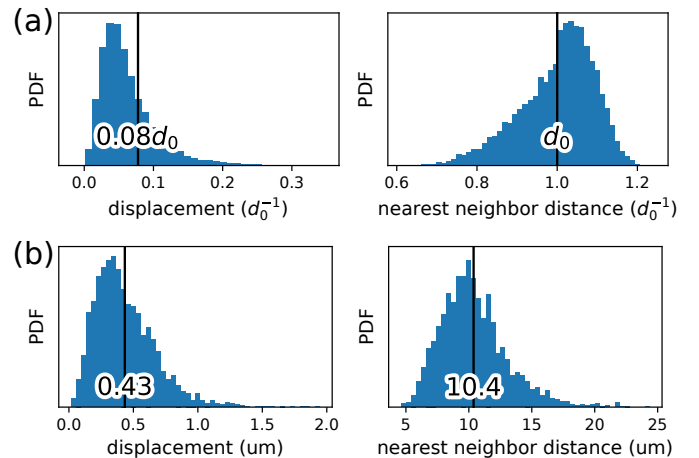 (a)
PDF
0.08d₀
0.0 0.1 0.2 0.3
displacement (d₀⁻¹)
PDF
d₀
0.6 0.8 1.0 1.2
nearest neighbor distance (d₀⁻¹)
(b)
PDF
0.43
0.0 0.5 1.0 1.5 2.0
displacement (um)
PDF
10.4
5 10 15 20 25
nearest neighbor distance (um)